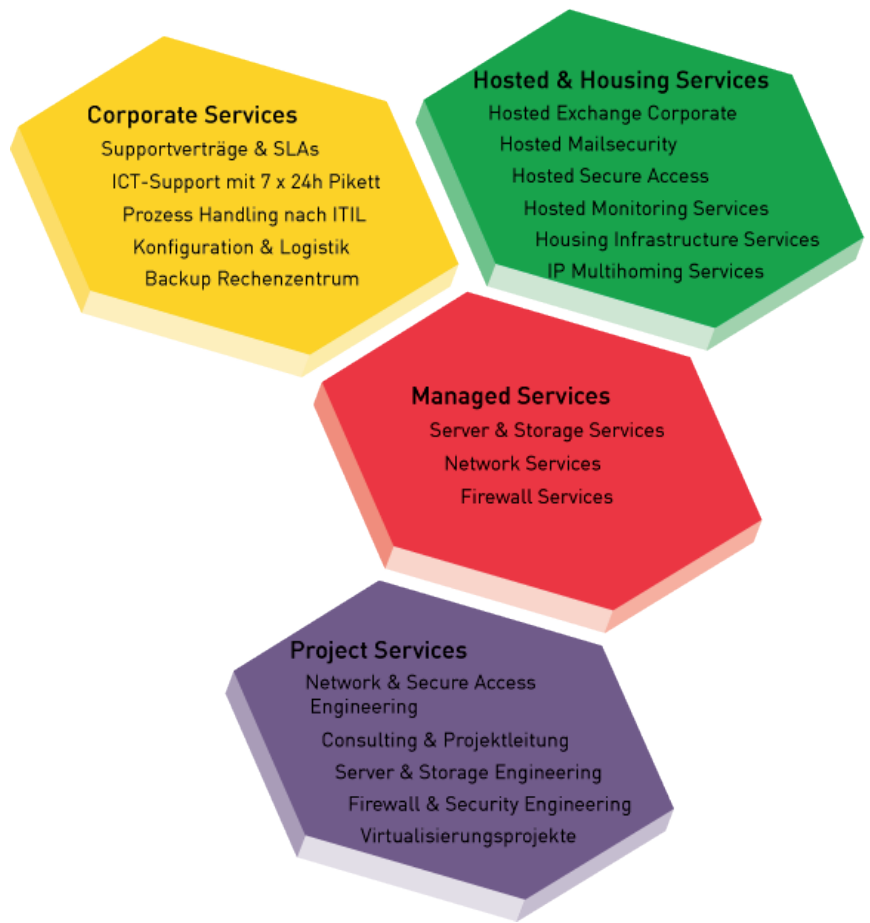 Corporate Services
Supportverträge & SLAs
ICT-Support mit 7 x 24h Pikett
Prozess Handling nach ITIL
Konfiguration & Logistik
Backup Rechenzentrum
Hosted & Housing Services
Hosted Exchange Corporate
Hosted Mailsecurity
Hosted Secure Access
Hosted Monitoring Services
Housing Infrastructure Services
IP Multihoming Services
Managed Services
Server & Storage Services
Network Services
Firewall Services
Project Services
Network & Secure Access
Engineering
Consulting & Projektleitung
Server & Storage Engineering
Firewall & Security Engineering
Virtualisierungsprojekte